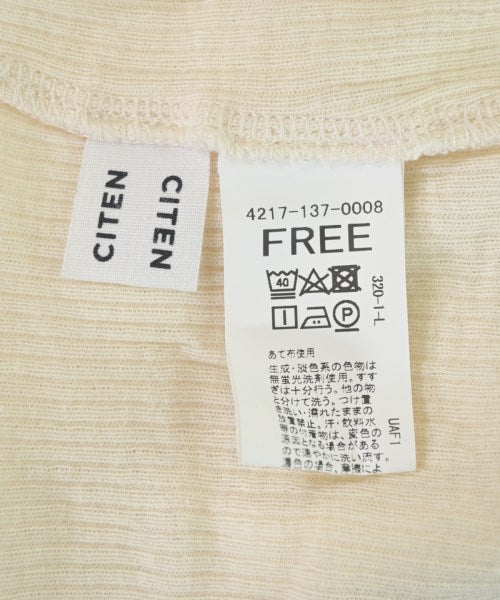 CITEN
CITEN
4217-137-0008
FREE
40
P
320-1-L
あて布使用
生成・淡色系の色物は
無蛍光洗剤使用。すす
ぎは十分行う。他の物
と分けて洗う。つけ置
き洗い・濡れたままの
放置禁止。汗・飲料水
等の付着物は、変色の
原因となる場合がある
ので速やかに洗い流す。
濃色の場合、摩擦によ
UAF1